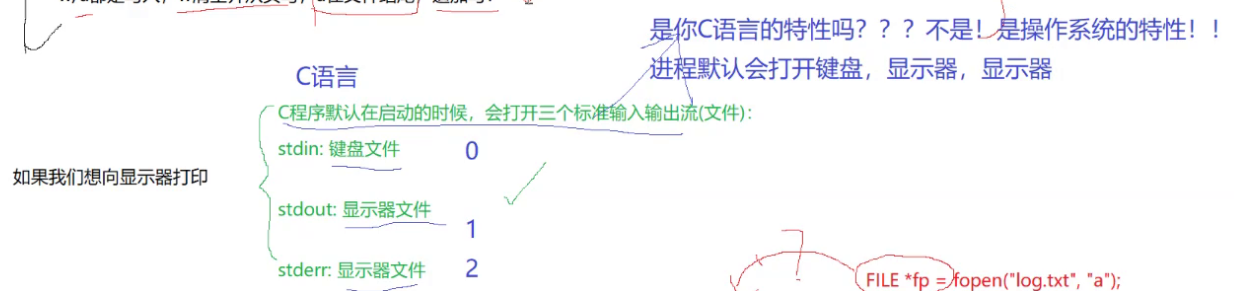 是你C语言的特性吗？？？不是！是操作系统的特性！！
进程默认会打开键盘，显示器，显示器
C语言
C程序默认在启动的时候，会打开三个标准输入输出流(文件)：
stdin: 键盘文件 0
如果我们想向显示器打印
stdout: 显示器文件 1
stderr: 显示器文件 2
FILE *fp = fopen("log.txt", "a");